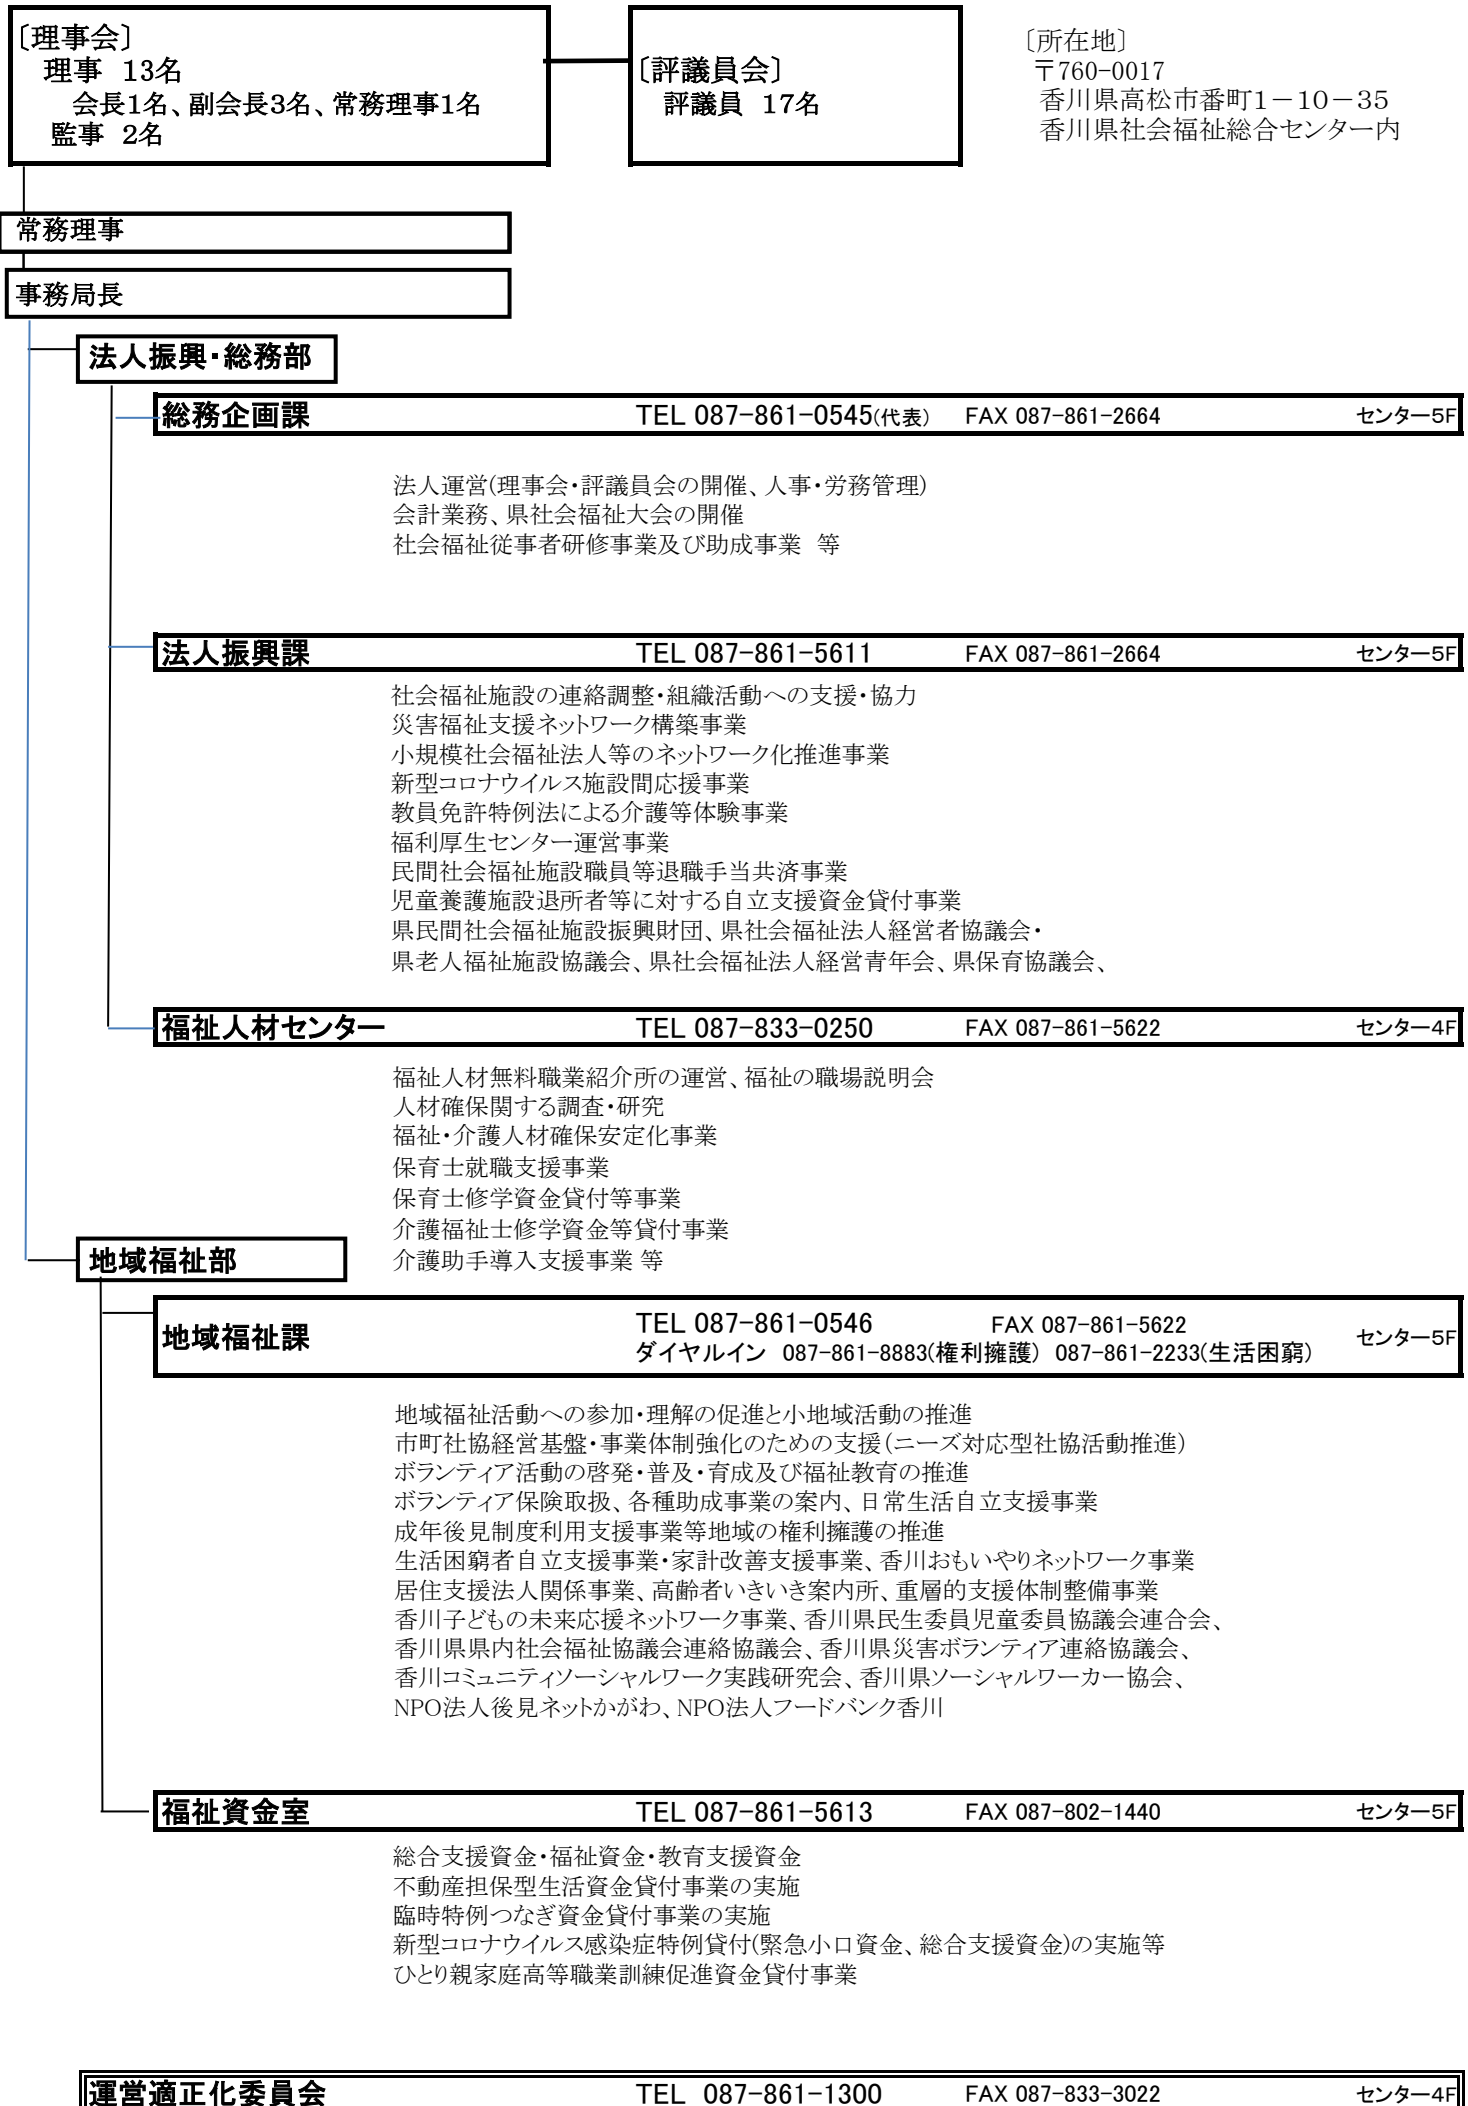 〔理事会〕
理事　13名
会長1名、副会長3名、常務理事1名
監事　2名
〔評議員会〕
評議員　17名
〔所在地〕
〒760-0017
香川県高松市番町1－10－35
香川県社会福祉総合センター内
常務理事
事務局長
法人振興・総務部
総務企画課　TEL 087-861-0545(代表)　FAX 087-861-2664　センター5F
法人運営(理事会・評議員会の開催、人事・労務管理)
会計業務、県社会福祉大会の開催
社会福祉従事者研修事業及び助成事業　等
法人振興課　TEL 087-861-5611　FAX 087-861-2664　センター5F
社会福祉施設の連絡調整・組織活動への支援・協力
災害福祉支援ネットワーク構築事業
小規模社会福祉法人等のネットワーク化推進事業
新型コロナウイルス施設間応援事業
教員免許特例法による介護等体験事業
福利厚生センター運営事業
民間社会福祉施設職員等退職手当共済事業
児童養護施設退所者等に対する自立支援資金貸付事業
県民間社会福祉施設振興財団、県社会福祉法人経営者協議会・
県老人福祉施設協議会、県社会福祉法人経営青年会、県保育協議会、
福祉人材センター　TEL 087-833-0250　FAX 087-861-5622　センター4F
福祉人材無料職業紹介所の運営、福祉の職場説明会
人材確保関する調査・研究
福祉・介護人材確保安定化事業
保育士就職支援事業
保育士修学資金貸付等事業
介護福祉士修学資金等貸付事業
介護助手導入支援事業 等
地域福祉部
地域福祉課　TEL 087-861-0546　FAX 087-861-5622　センター5F
ダイヤルイン　087-861-8883(権利擁護)　087-861-2233(生活困窮)
地域福祉活動への参加・理解の促進と小地域活動の推進
市町社協経営基盤・事業体制強化のための支援（ニーズ対応型社協活動推進）
ボランティア活動の啓発・普及・育成及び福祉教育の推進
ボランティア保険取扱、各種助成事業の案内、日常生活自立支援事業
成年後見制度利用支援事業等地域の権利擁護の推進
生活困窮者自立支援事業・家計改善支援事業、香川おもいやりネットワーク事業
居住支援法人関係事業、高齢者いきいき案内所、重層的支援体制整備事業
香川子どもの未来応援ネットワーク事業、香川県民生委員児童委員協議会連合会、
香川県県内社会福祉協議会連絡協議会、香川県災害ボランティア連絡協議会、
香川コミュニティソーシャルワーク実践研究会、香川県ソーシャルワーカー協会、
NPO法人後見ネットかがわ、NPO法人フードバンク香川
福祉資金室　TEL 087-861-5613　FAX 087-802-1440　センター5F
総合支援資金・福祉資金・教育支援資金
不動産担保型生活資金貸付事業の実施
臨時特例つなぎ資金貸付事業の実施
新型コロナウイルス感染症特例貸付(緊急小口資金、総合支援資金)の実施等
ひとり親家庭高等職業訓練促進資金貸付事業
運営適正化委員会　TEL 087-861-1300　FAX 087-833-3022　センター4F